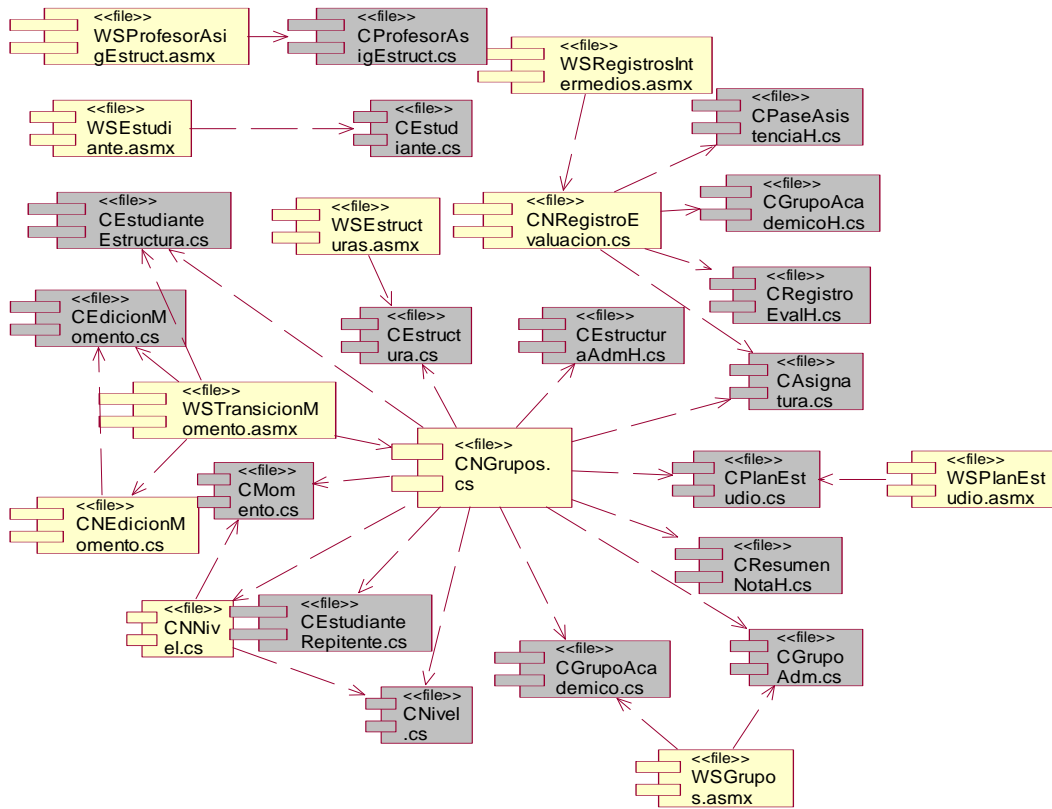 <<file>>
WSProfesorAsi
gEstruct.asmx
<<file>>
CProfesorAs
igEstruct.cs
<<file>>
WSRegistrosInt
ermedios.asmx
<<file>>
WSEstudi
ante.asmx
<<file>>
CEstud
iante.cs
<<file>>
CPaseAsis
tenciaH.cs
<<file>>
CEstudiante
Estructura.cs
<<file>>
WSEstruct
uras.asmx
<<file>>
CNRegistroE
valuacion.cs
<<file>>
CGrupoAca
demicoH.cs
<<file>>
CEdicionM
omento.cs
<<file>>
CEstruct
ura.cs
<<file>>
CEstructur
aAdmH.cs
<<file>>
CRegistro
EvalH.cs
<<file>>
WSTransicionM
omento.asmx
<<file>>
CAsigna
tura.cs
<<file>>
CNGrupos.
cs
<<file>>
CMom
ento.cs
<<file>>
CPlanEst
udio.cs
<<file>>
WSPlanEst
udio.asmx
<<file>>
CNEdicionM
omento.cs
<<file>>
CResumen
NotaH.cs
<<file>>
CNNiv
el.cs
<<file>>
CEstudiante
Repitente.cs
<<file>>
CGrupoAca
demico.cs
<<file>>
CGrupo
Adm.cs
<<file>>
CNivel
.cs
<<file>>
WSGrupo
s.asmx